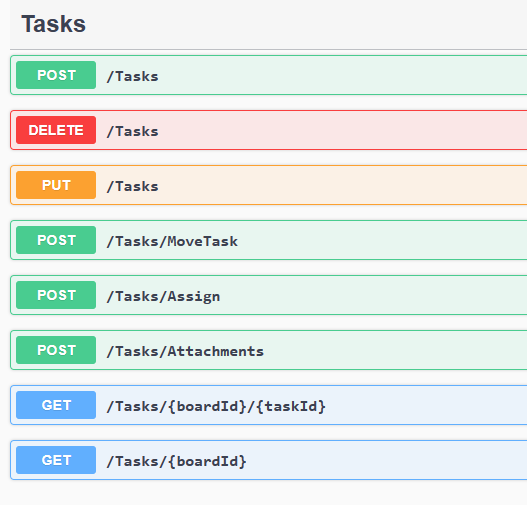 Tasks
POST /Tasks
DELETE /Tasks
PUT /Tasks
POST /Tasks/MoveTask
POST /Tasks/Assign
POST /Tasks/Attachments
GET /Tasks/{boardId}/{taskId}
GET /Tasks/{boardId}